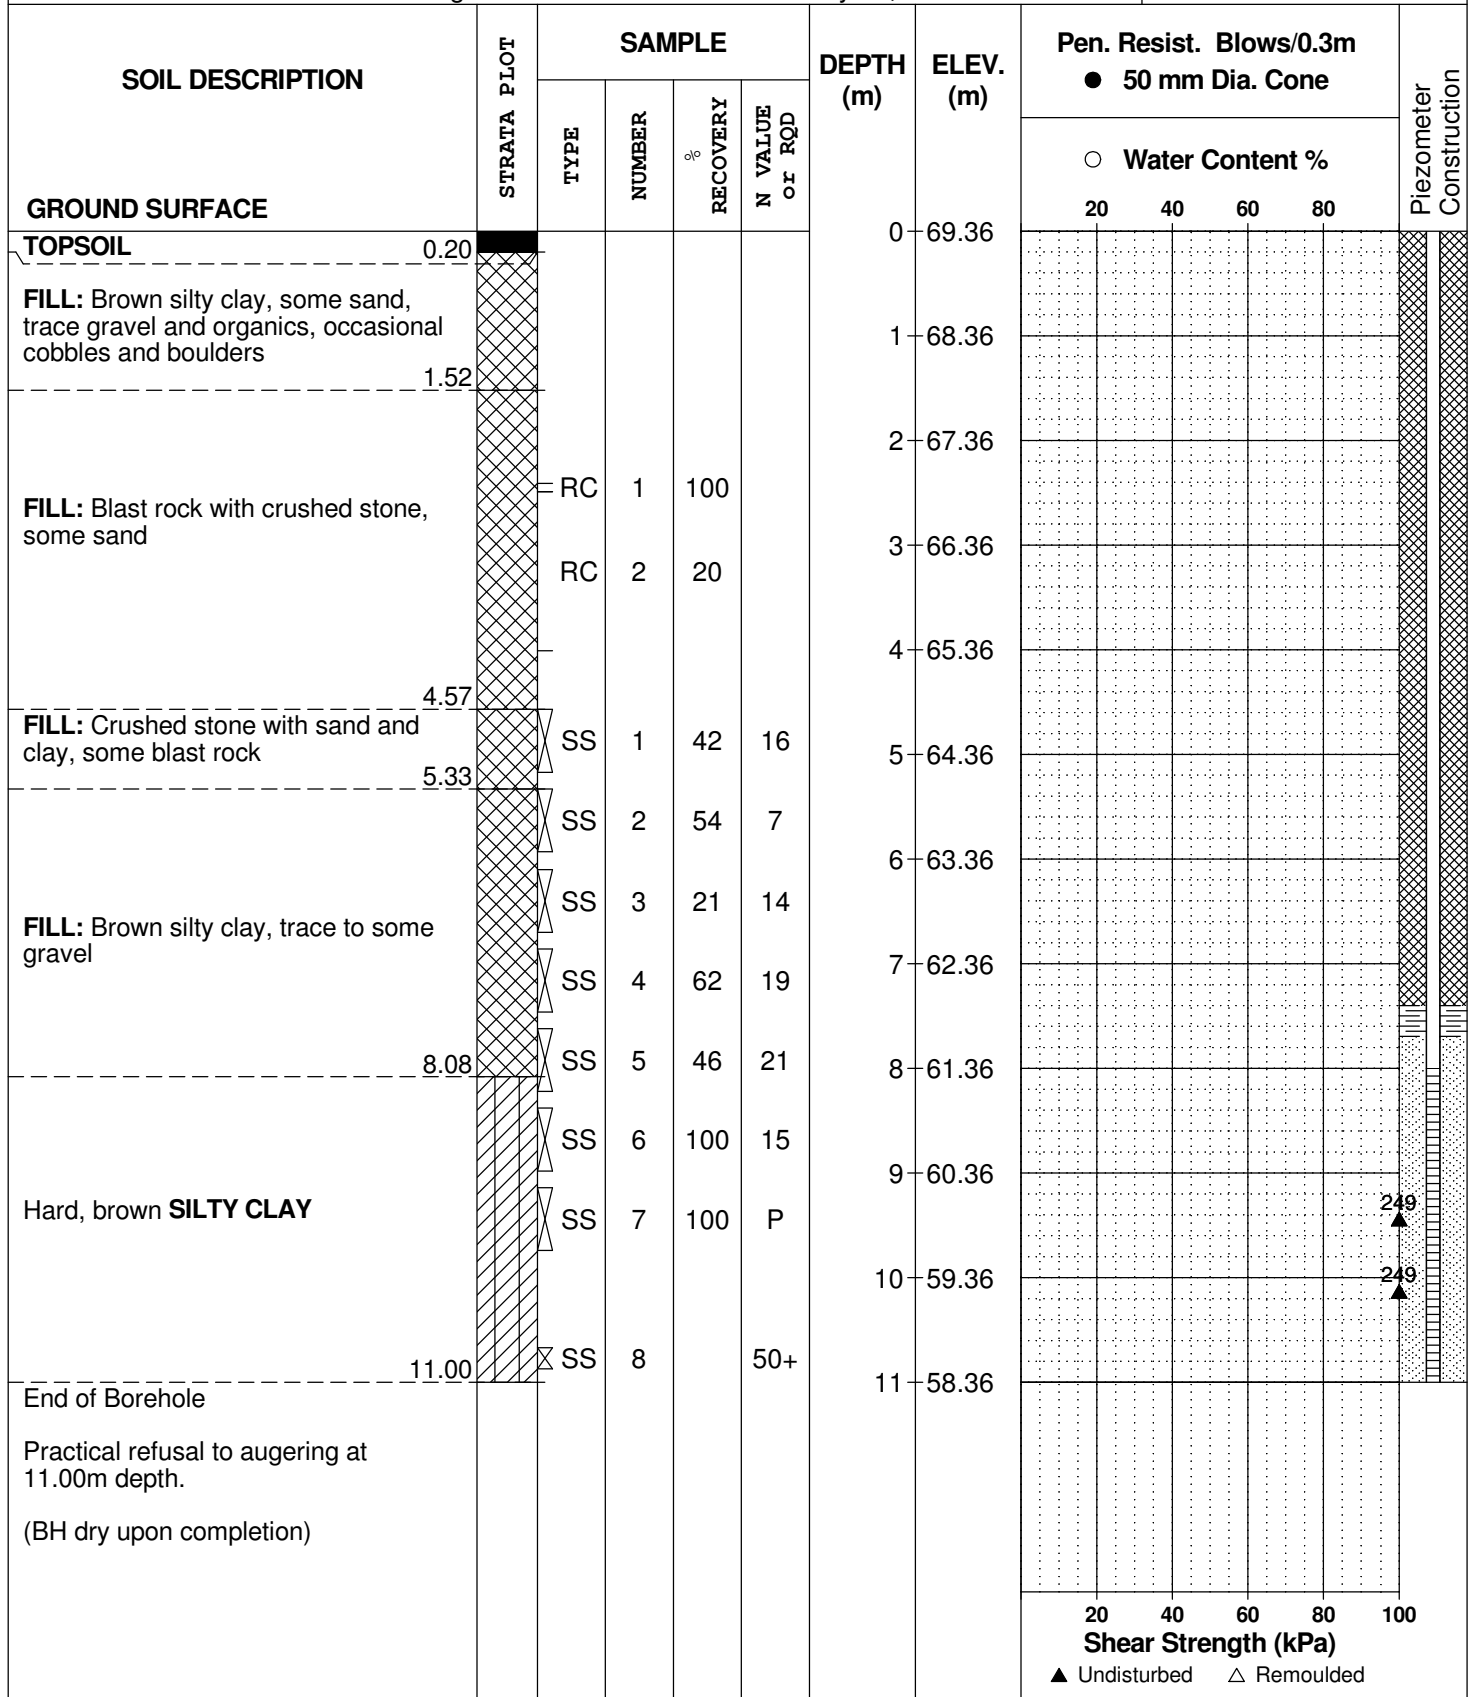 SOIL DESCRIPTION
STRATA PLOT
SAMPLE
TYPE
NUMBER
% RECOVERY
N VALUE or RQD
DEPTH (m)
ELEV. (m)
Pen. Resist. Blows/0.3m
● 50 mm Dia. Cone
○ Water Content %
20 40 60 80
Piezometer Construction
GROUND SURFACE
0 69.36
TOPSOIL 0.20
FILL: Brown silty clay, some sand,
trace gravel and organics, occasional
cobbles and boulders
1 68.36
1.52
2 67.36
RC 1 100
FILL: Blast rock with crushed stone,
some sand
3 66.36
RC 2 20
4 65.36
4.57
FILL: Crushed stone with sand and
clay, some blast rock
SS 1 42 16
5 64.36
5.33
SS 2 54 7
6 63.36
SS 3 21 14
FILL: Brown silty clay, trace to some
gravel
7 62.36
SS 4 62 19
8.08
SS 5 46 21
8 61.36
SS 6 100 15
9 60.36
Hard, brown SILTY CLAY
SS 7 100 P
249
10 59.36
249
SS 8 50+
11.00
11 58.36
End of Borehole
Practical refusal to augering at
11.00m depth.
(BH dry upon completion)
20 40 60 80 100
Shear Strength (kPa)
▲ Undisturbed △ Remoulded